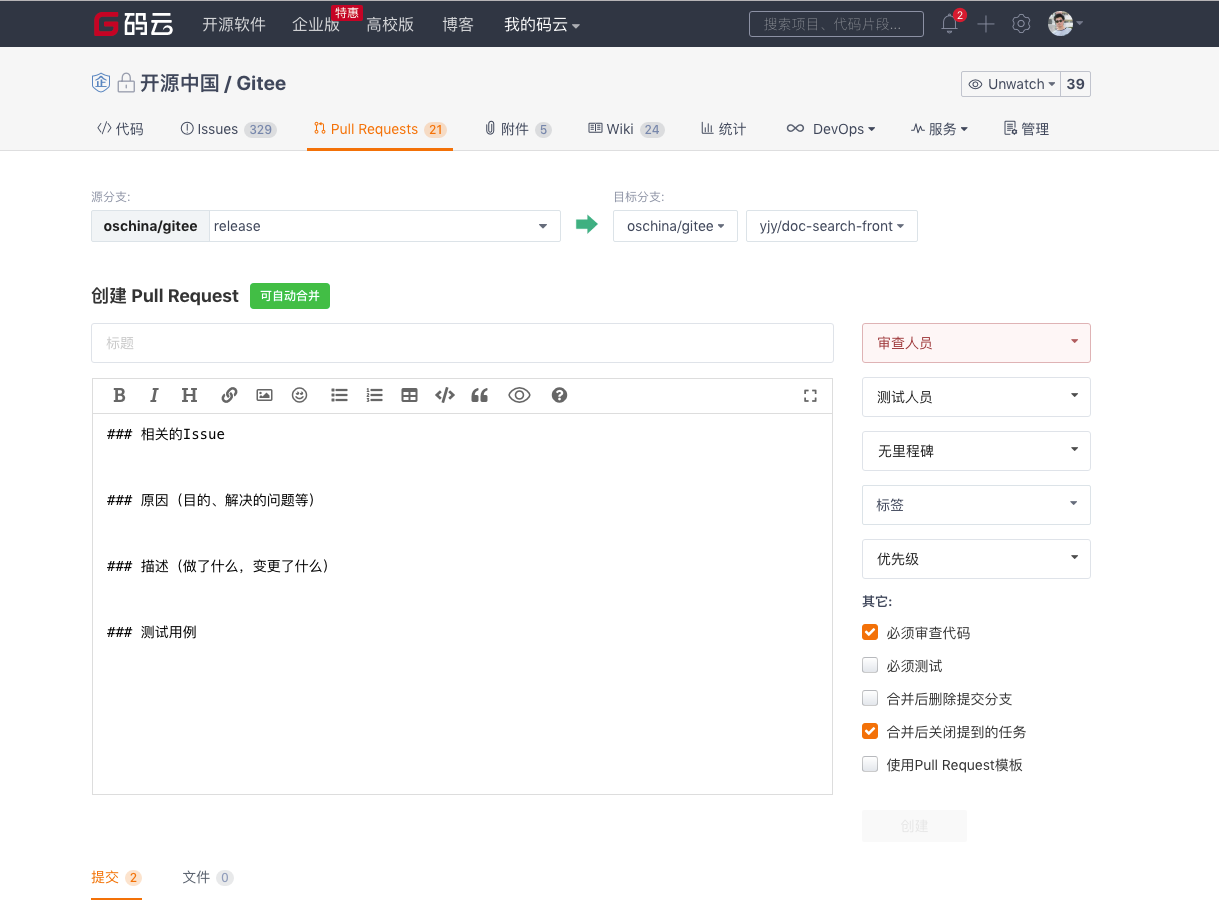 G码云 开源软件 企业版 特惠 高校版 博客 我的码云 搜索项目、代码片段... 2
企 开源中国 / Gitee Unwatch 39
代码 Issues 329 Pull Requests 21 附件 5 Wiki 24 统计 DevOps 服务 管理
源分支: 目标分支:
oschina/gitee release oschina/gitee yjy/doc-search-front
创建 Pull Request 可自动合并
标题
审查人员
B I H
测试人员
### 相关的Issue
无里程碑
### 原因（目的、解决的问题等）
标签
### 描述（做了什么，变更了什么）
优先级
### 测试用例
其它:
必须审查代码
必须测试
合并后删除提交分支
合并后关闭提到的任务
使用Pull Request模板
创建
提交 2 文件 0